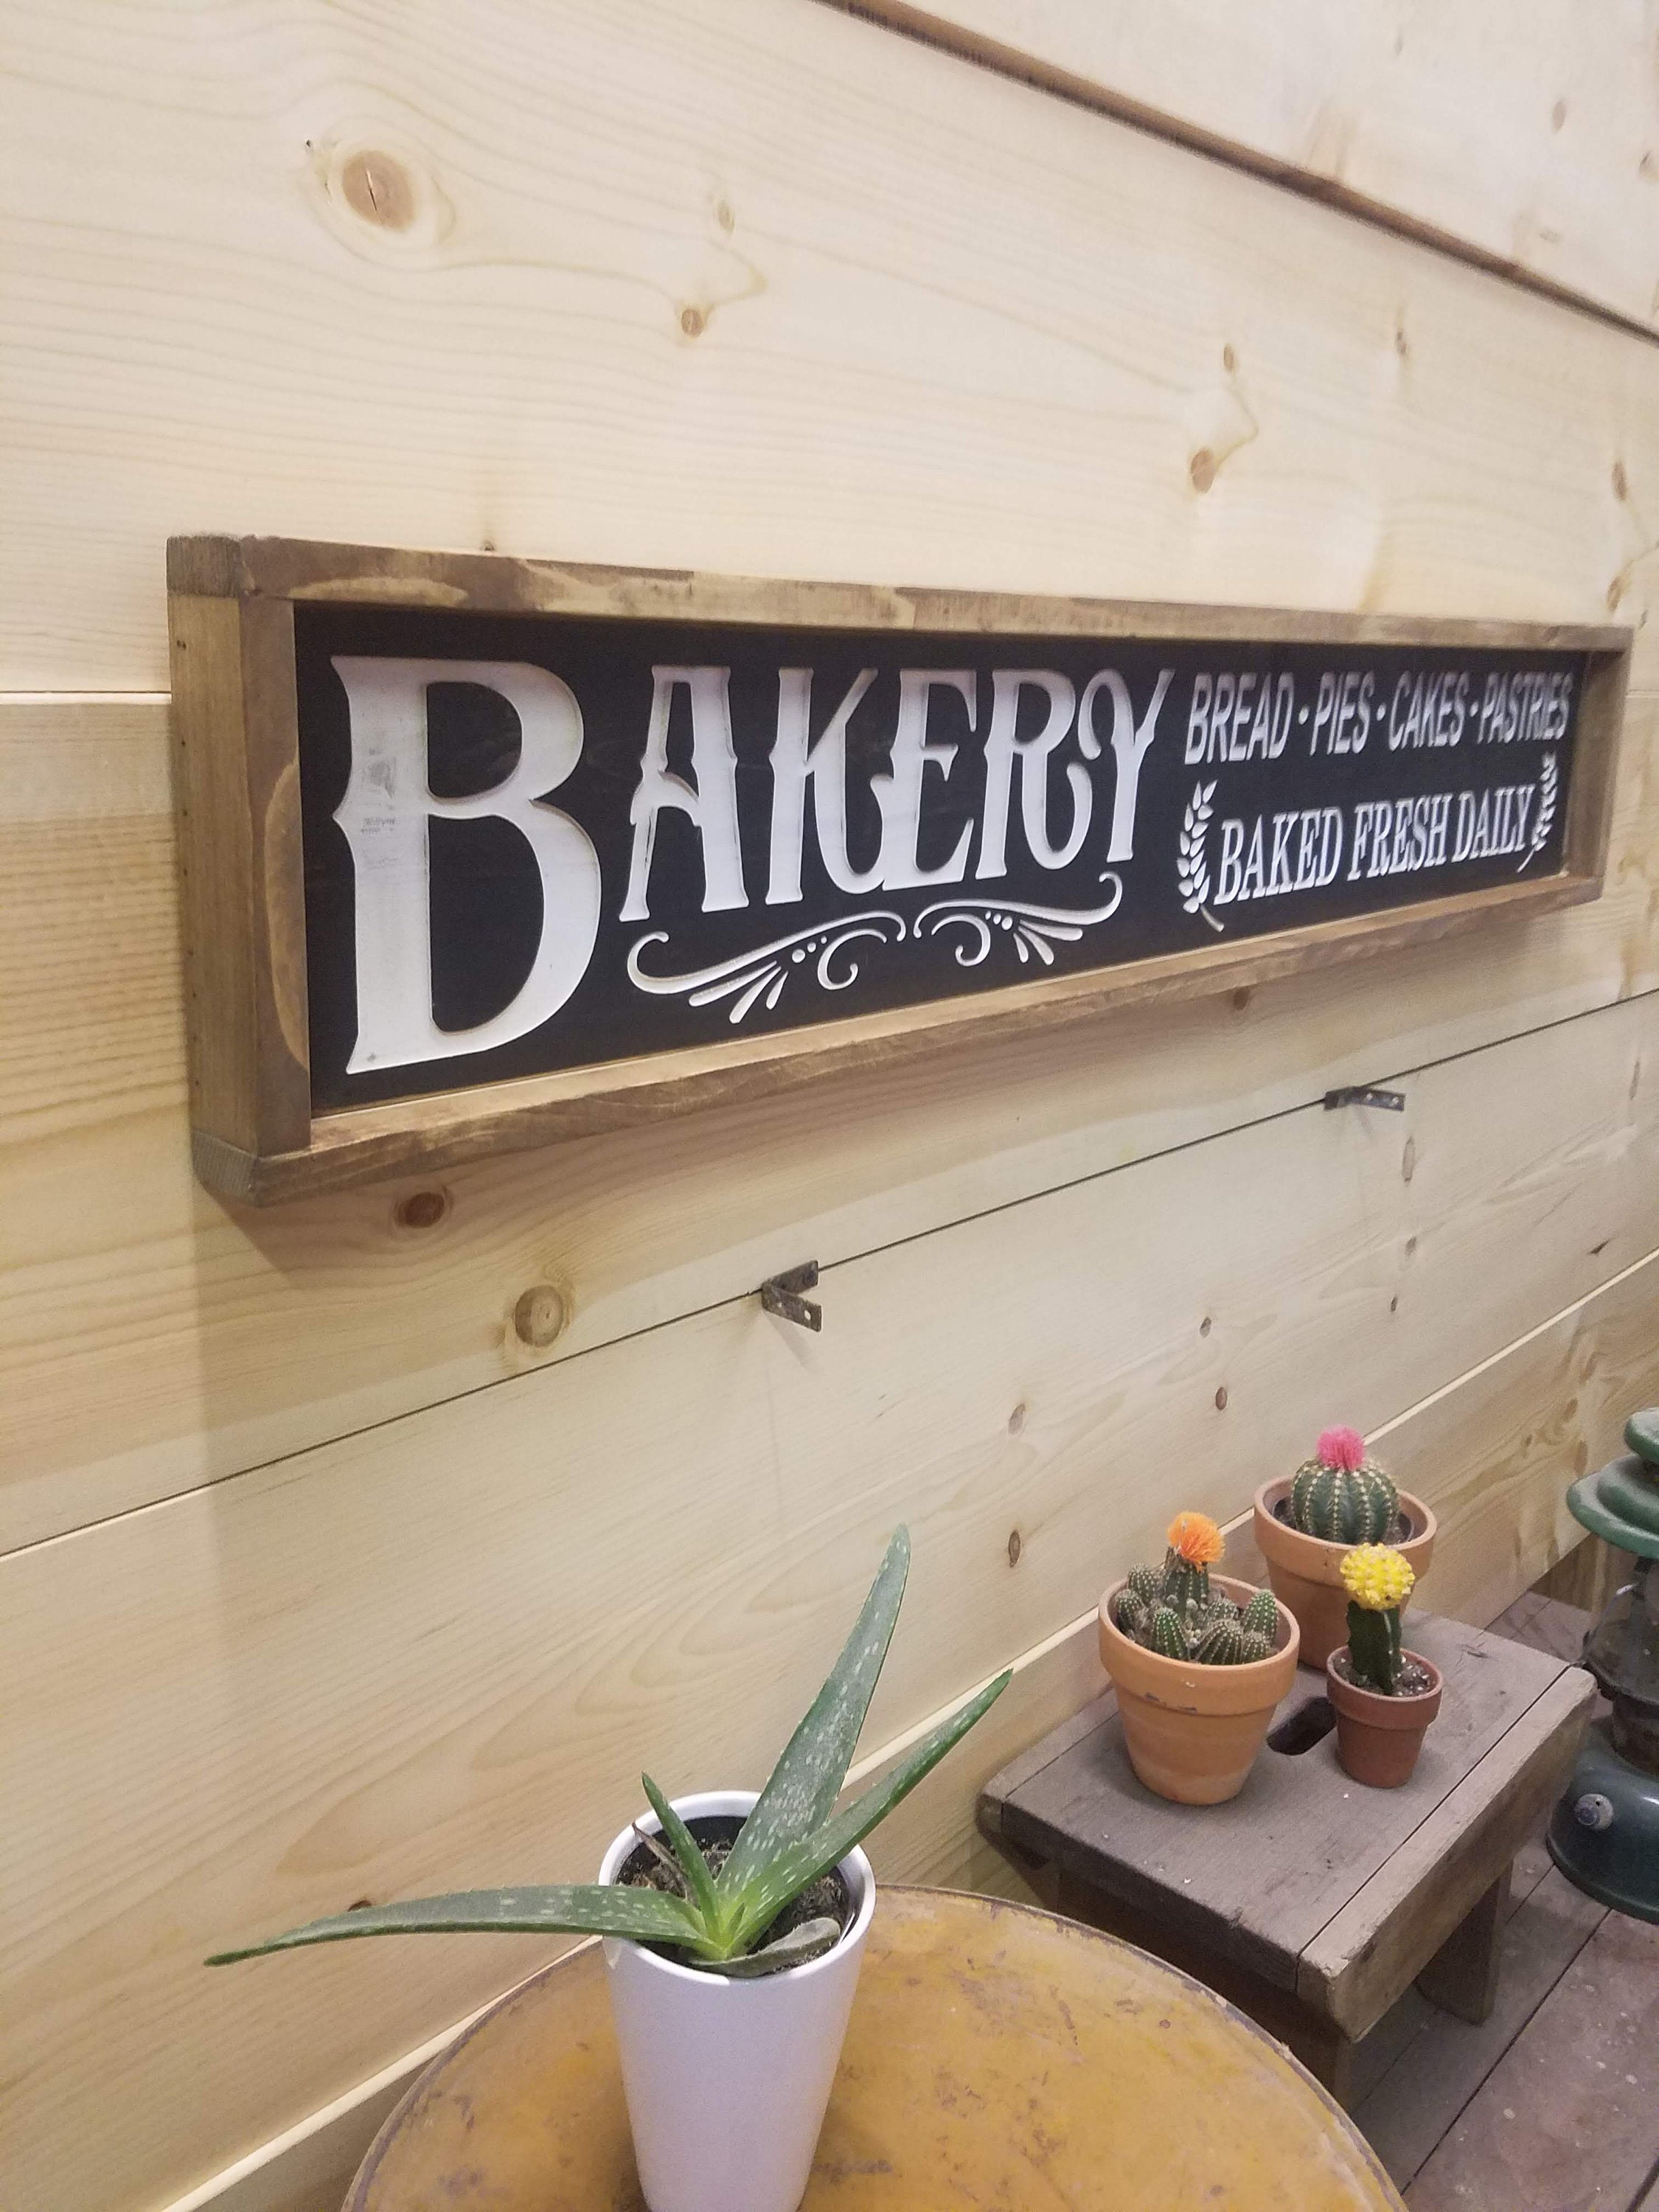 BAKERY
BREAD • PIES • CAKES • PASTRIES
BAKED FRESH DAILY